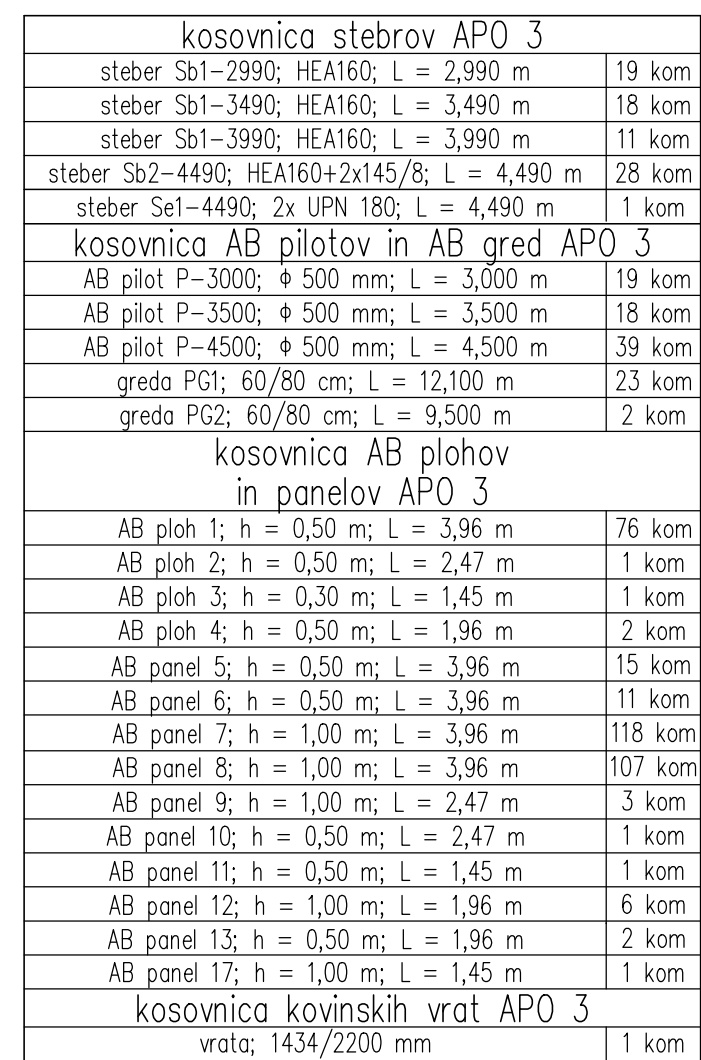 kosovnica stebrov APO 3
steber Sb1-2990; HEA160; L = 2,990 m 19 kom
steber Sb1-3490; HEA160; L = 3,490 m 18 kom
steber Sb1-3990; HEA160; L = 3,990 m 11 kom
steber Sb2-4490; HEA160+2x145/8; L = 4,490 m 28 kom
steber Se1-4490; 2x UPN 180; L = 4,490 m 1 kom
kosovnica AB pilotov in AB gred APO 3
AB pilot P-3000; ϕ 500 mm; L = 3,000 m 19 kom
AB pilot P-3500; ϕ 500 mm; L = 3,500 m 18 kom
AB pilot P-4500; ϕ 500 mm; L = 4,500 m 39 kom
greda PG1; 60/80 cm; L = 12,100 m 23 kom
greda PG2; 60/80 cm; L = 9,500 m 2 kom
kosovnica AB plohov
in panelov APO 3
AB ploh 1; h = 0,50 m; L = 3,96 m 76 kom
AB ploh 2; h = 0,50 m; L = 2,47 m 1 kom
AB ploh 3; h = 0,30 m; L = 1,45 m 1 kom
AB ploh 4; h = 0,50 m; L = 1,96 m 2 kom
AB panel 5; h = 0,50 m; L = 3,96 m 15 kom
AB panel 6; h = 0,50 m; L = 3,96 m 11 kom
AB panel 7; h = 1,00 m; L = 3,96 m 118 kom
AB panel 8; h = 1,00 m; L = 3,96 m 107 kom
AB panel 9; h = 1,00 m; L = 2,47 m 3 kom
AB panel 10; h = 0,50 m; L = 2,47 m 1 kom
AB panel 11; h = 0,50 m; L = 1,45 m 1 kom
AB panel 12; h = 1,00 m; L = 1,96 m 6 kom
AB panel 13; h = 0,50 m; L = 1,96 m 2 kom
AB panel 17; h = 1,00 m; L = 1,45 m 1 kom
kosovnica kovinskih vrat APO 3
vrata; 1434/2200 mm 1 kom